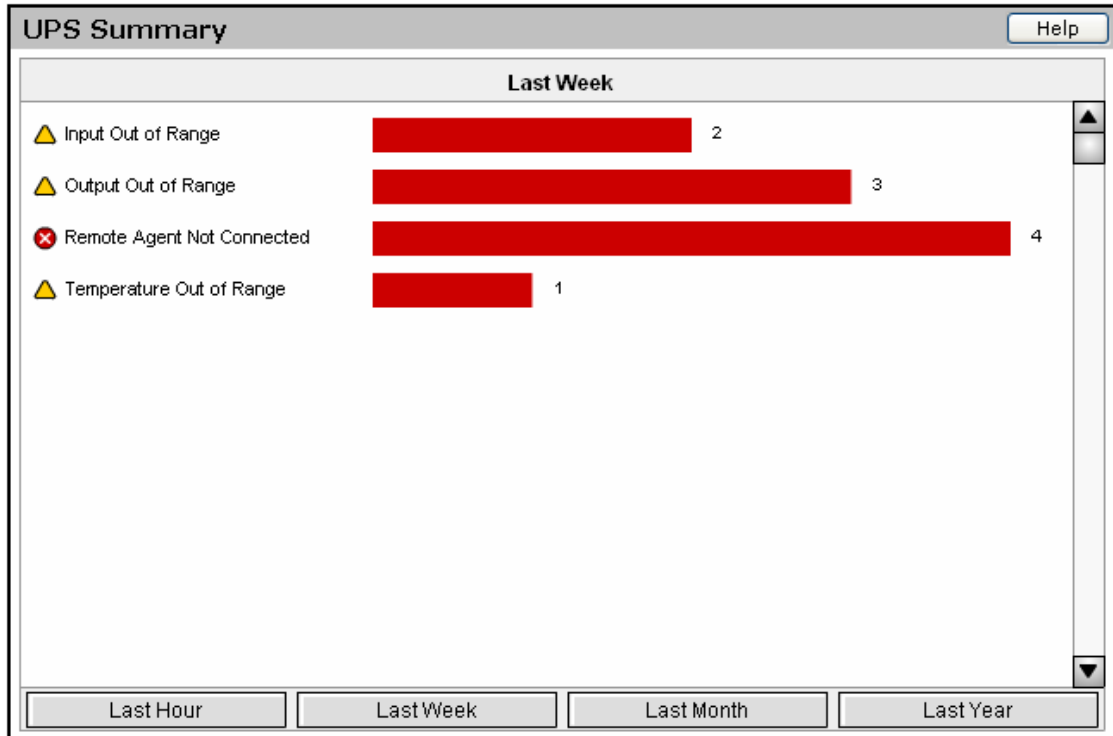 UPS Summary
Help
Last Week
Input Out of Range 2
Output Out of Range 3
Remote Agent Not Connected 4
Temperature Out of Range 1
Last Hour Last Week Last Month Last Year